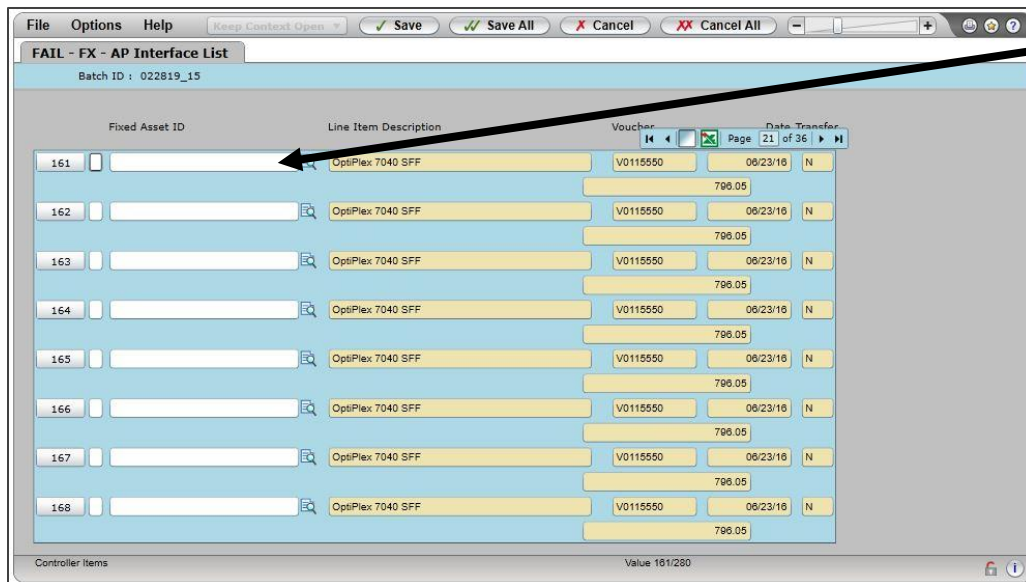 File Options Help Keep Context Open Save Save All Cancel Cancel All - +
FAIL - FX - AP Interface List
Batch ID : 022819_15
Fixed Asset ID Line Item Description Voucher Date Transfer
Page 21 of 36
161 OptiPlex 7040 SFF V0115550 06/23/16 N
796.05
162 OptiPlex 7040 SFF V0115550 06/23/16 N
796.05
163 OptiPlex 7040 SFF V0115550 06/23/16 N
796.05
164 OptiPlex 7040 SFF V0115550 06/23/16 N
796.05
165 OptiPlex 7040 SFF V0115550 06/23/16 N
796.05
166 OptiPlex 7040 SFF V0115550 06/23/16 N
796.05
167 OptiPlex 7040 SFF V0115550 06/23/16 N
796.05
168 OptiPlex 7040 SFF V0115550 06/23/16 N
796.05
Controller Items Value 161/280